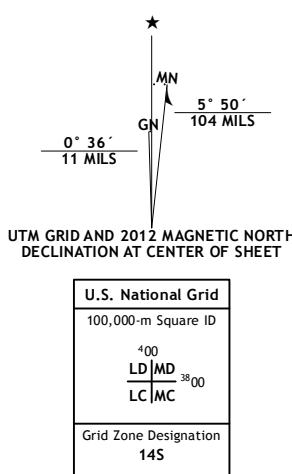 ★
MN
GN
5° 50´
104 MILS
0° 36´
11 MILS
UTM GRID AND 2012 MAGNETIC NORTH
DECLINATION AT CENTER OF SHEET
U.S. National Grid
100,000-m Square ID
⁴00
LD MD
³⁸00
LC MC
Grid Zone Designation
14S